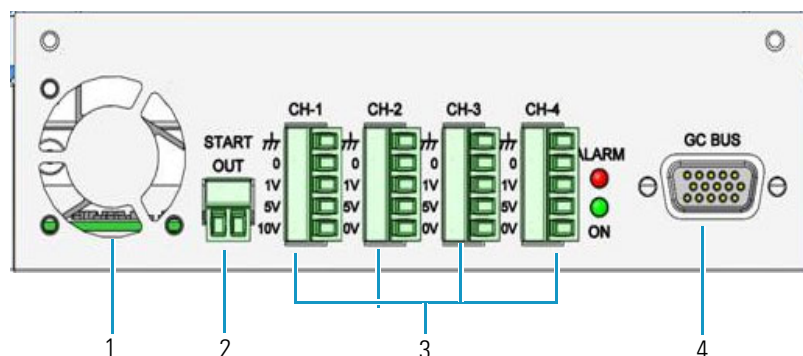 CH-1 CH-2 CH-3 CH-4
START OUT
GC BUS
ALARM
0 0 0 0
1V 1V 1V 1V
5V 5V 5V 5V
10V 0V 0V 0V
ON
1 2 3 4